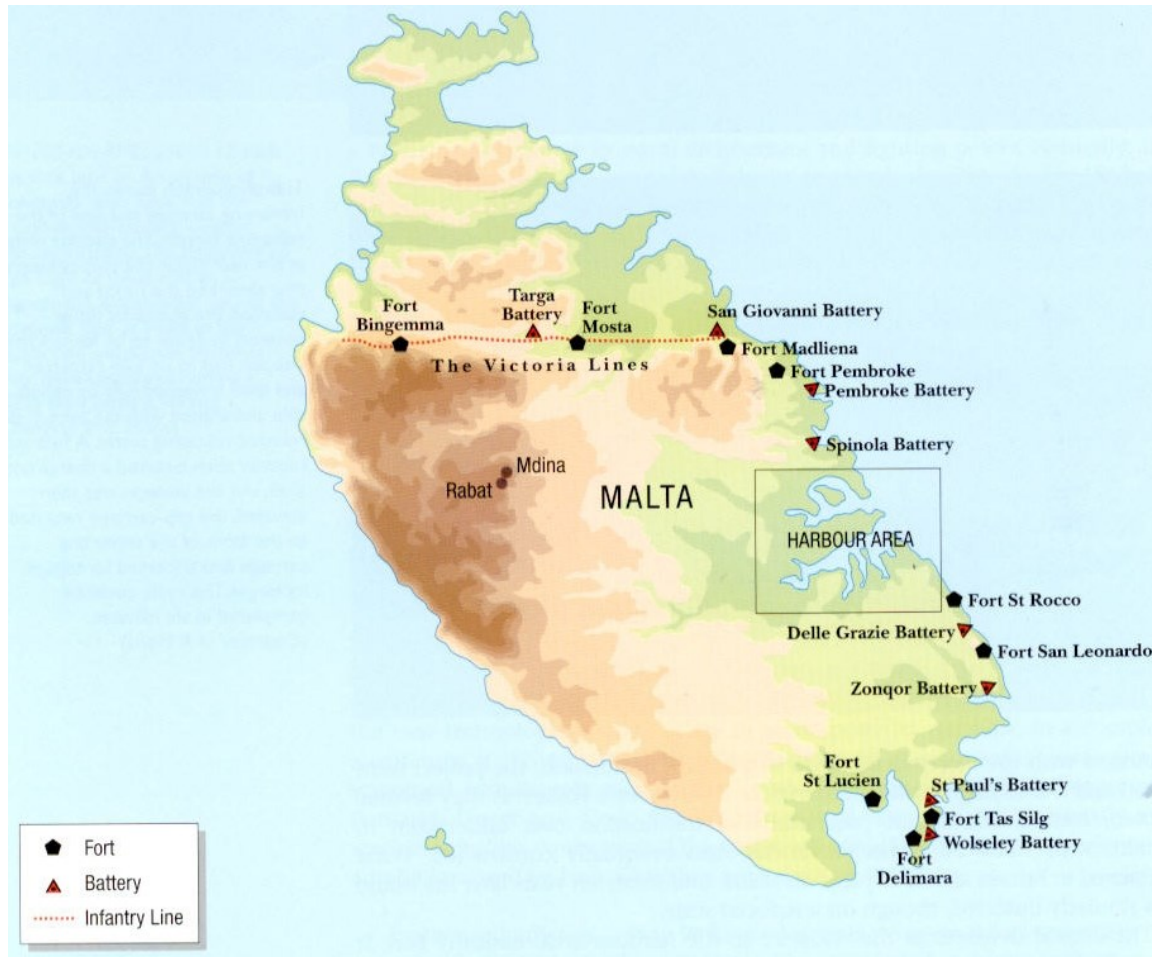 Fort
Bingemma
Targa
Battery
Fort
Mosta
San Giovanni Battery
The Victoria Lines
Fort Madliena
Fort Pembroke
Pembroke Battery
Spinola Battery
Mdina
Rabat
MALTA
HARBOUR AREA
Fort St Rocco
Delle Grazie Battery
Fort San Leonardo
Zonqor Battery
Fort
St Lucien
St Paul's Battery
Fort Tas Silg
Wolseley Battery
Fort
Delimara
Fort
Battery
Infantry Line